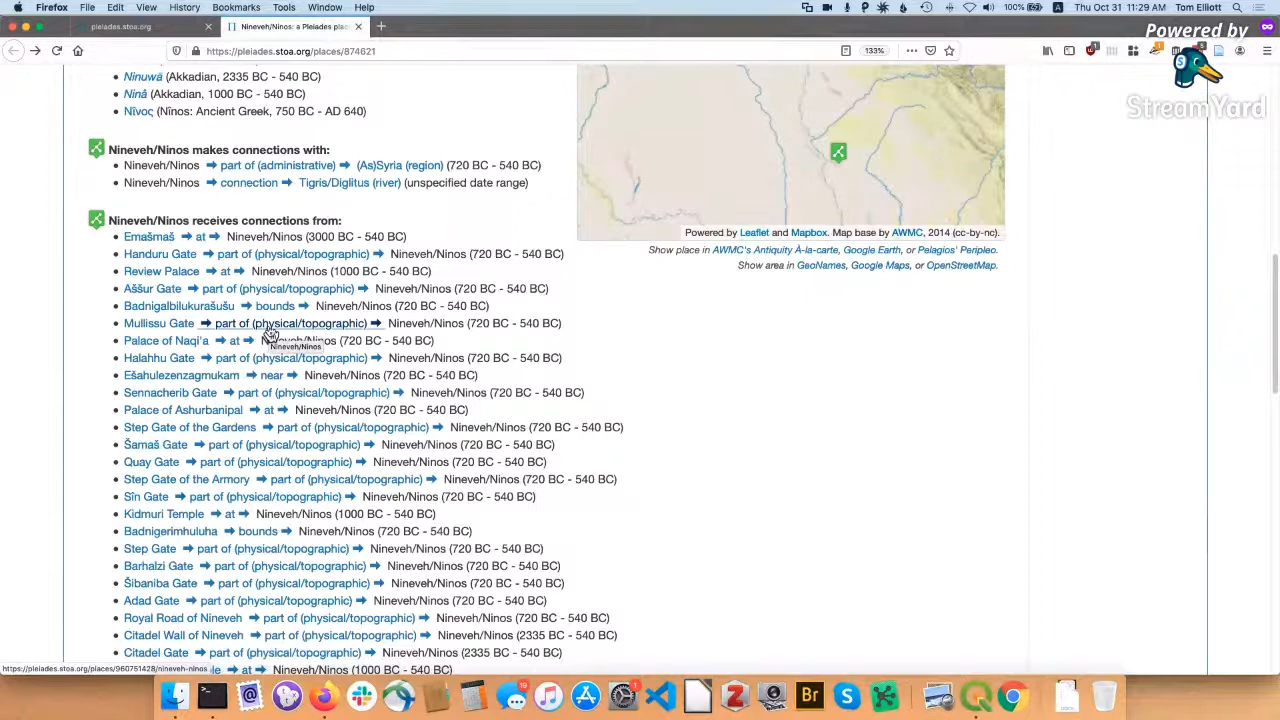 Firefox File Edit View History Bookmarks Tools Window Help 100% Thu Oct 31 11:29 AM Tom Elliott
pleiades.stoa.org × Nineveh/Ninos: a Pleiades plac × +
Powered by
https://pleiades.stoa.org/places/874621 133%
StreamYard
Ninuwā (Akkadian, 2335 BC - 540 BC)
Ninâ (Akkadian, 1000 BC - 540 BC)
Νῖνος (Nînos: Ancient Greek, 750 BC - AD 640)
Nineveh/Ninos makes connections with:
Nineveh/Ninos ➡ part of (administrative) ➡ (As)Syria (region) (720 BC - 540 BC)
Nineveh/Ninos ➡ connection ➡ Tigris/Diglitus (river) (unspecified date range)
Powered by Leaflet and Mapbox. Map base by AWMC, 2014 (cc-by-nc).
Show place in AWMC's Antiquity À-la-carte, Google Earth, or Pelagios' Peripleo.
Show area in GeoNames, Google Maps, or OpenStreetMap.
Nineveh/Ninos receives connections from:
Emašmaš ➡ at ➡ Nineveh/Ninos (3000 BC - 540 BC)
Handuru Gate ➡ part of (physical/topographic) ➡ Nineveh/Ninos (720 BC - 540 BC)
Review Palace ➡ at ➡ Nineveh/Ninos (1000 BC - 540 BC)
Aššur Gate ➡ part of (physical/topographic) ➡ Nineveh/Ninos (720 BC - 540 BC)
Badnigalbilukurašušu ➡ bounds ➡ Nineveh/Ninos (720 BC - 540 BC)
Mullissu Gate ➡ part of (physical/topographic) ➡ Nineveh/Ninos (720 BC - 540 BC)
Palace of Naqi'a ➡ at ➡ Nineveh/Ninos (720 BC - 540 BC)
Nineveh/Ninos
Halahhu Gate ➡ part of (physical/topographic) ➡ Nineveh/Ninos (720 BC - 540 BC)
Ešahulezenzagmukam ➡ near ➡ Nineveh/Ninos (720 BC - 540 BC)
Sennacherib Gate ➡ part of (physical/topographic) ➡ Nineveh/Ninos (720 BC - 540 BC)
Palace of Ashurbanipal ➡ at ➡ Nineveh/Ninos (720 BC - 540 BC)
Step Gate of the Gardens ➡ part of (physical/topographic) ➡ Nineveh/Ninos (720 BC - 540 BC)
Šamaš Gate ➡ part of (physical/topographic) ➡ Nineveh/Ninos (720 BC - 540 BC)
Quay Gate ➡ part of (physical/topographic) ➡ Nineveh/Ninos (720 BC - 540 BC)
Step Gate of the Armory ➡ part of (physical/topographic) ➡ Nineveh/Ninos (720 BC - 540 BC)
Sîn Gate ➡ part of (physical/topographic) ➡ Nineveh/Ninos (720 BC - 540 BC)
Kidmuri Temple ➡ at ➡ Nineveh/Ninos (1000 BC - 540 BC)
Badnigerimhuluha ➡ bounds ➡ Nineveh/Ninos (720 BC - 540 BC)
Step Gate ➡ part of (physical/topographic) ➡ Nineveh/Ninos (720 BC - 540 BC)
Barhalzi Gate ➡ part of (physical/topographic) ➡ Nineveh/Ninos (720 BC - 540 BC)
Šibaniba Gate ➡ part of (physical/topographic) ➡ Nineveh/Ninos (720 BC - 540 BC)
Adad Gate ➡ part of (physical/topographic) ➡ Nineveh/Ninos (720 BC - 540 BC)
Royal Road of Nineveh ➡ part of (physical/topographic) ➡ Nineveh/Ninos (720 BC - 540 BC)
Citadel Wall of Nineveh ➡ part of (physical/topographic) ➡ Nineveh/Ninos (2335 BC - 540 BC)
Citadel Gate ➡ part of (physical/topographic) ➡ Nineveh/Ninos (2335 BC - 540 BC)
https://pleiades.stoa.org/places/960751428/nineveh-ninos le ➡ at ➡ Nineveh/Ninos (1000 BC - 540 BC)
Br